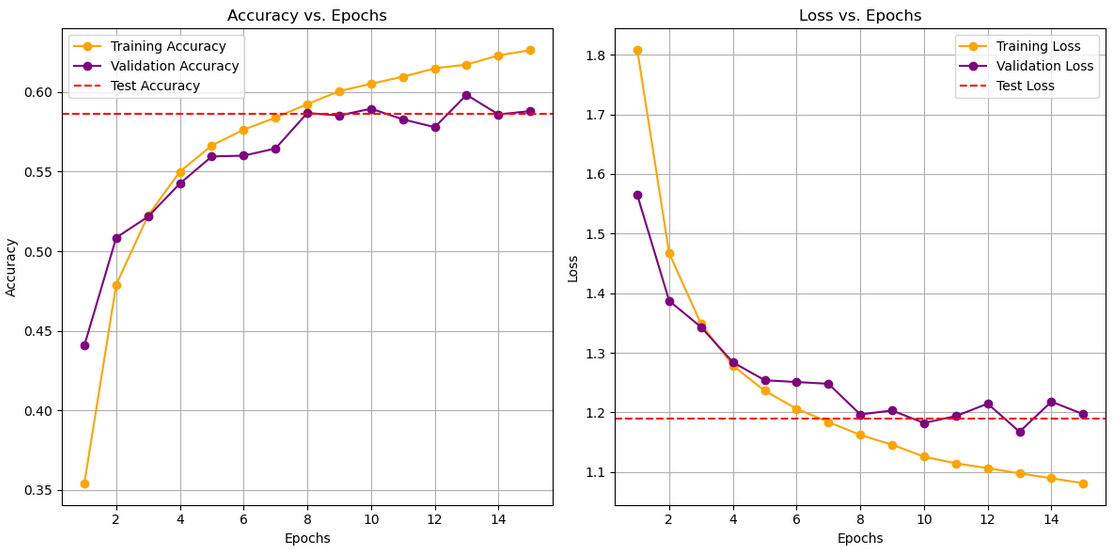 Accuracy vs. Epochs
Training Accuracy
Validation Accuracy
Test Accuracy
Accuracy
0.60
0.55
0.50
0.45
0.40
0.35
2 4 6 8 10 12 14
Epochs
Loss vs. Epochs
Training Loss
Validation Loss
Test Loss
Loss
1.8
1.7
1.6
1.5
1.4
1.3
1.2
1.1
2 4 6 8 10 12 14
Epochs